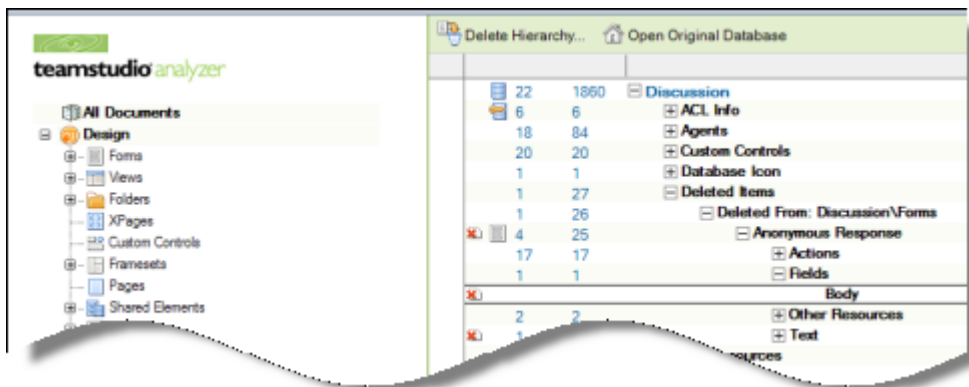 Delete Hierarchy... Open Original Database
teamstudio analyzer
All Documents
Design
Forms
Views
Folders
XPages
Custom Controls
Framesets
Pages
Shared Elements
22 1860 Discussion
6 6 ACL Info
18 84 Agents
20 20 Custom Controls
1 1 Database Icon
1 27 Deleted Items
1 26 Deleted From: Discussion\Forms
4 25 Anonymous Response
17 17 Actions
1 1 Fields
Body
2 2 Other Resources
Text